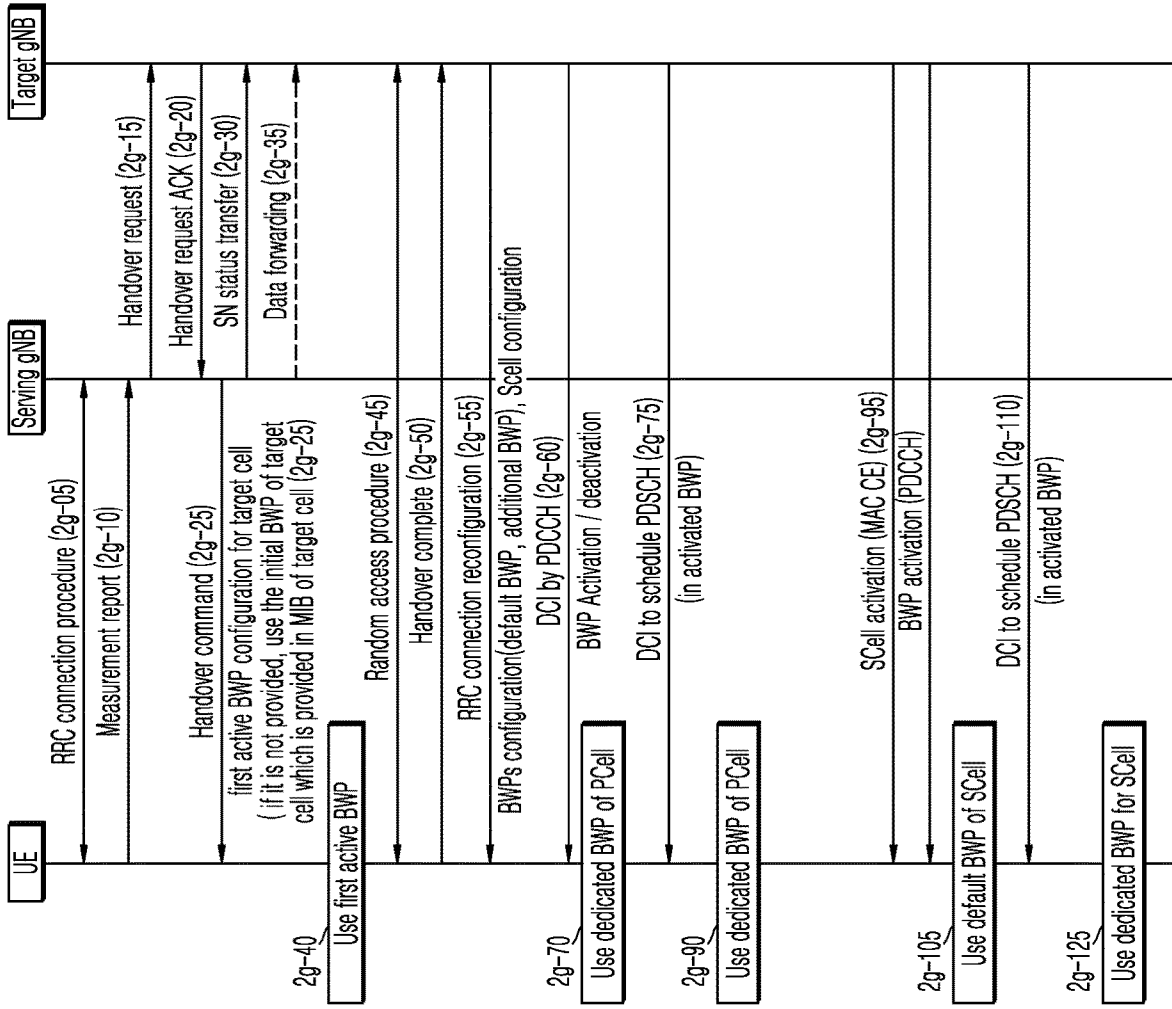 UE
Serving gNB
Target gNB
RRC connection procedure (2g-05)
Measurement report (2g-10)
Handover request (2g-15)
Handover request ACK (2g-20)
Handover command (2g-25)
SN status transfer (2g-30)
first active BWP configuration for target cell
( if it is not provided, use the initial BWP of target
cell which is provided in MIB of target cell (2g-25)
Data forwarding (2g-35)
2g-40
Use first active BWP
Random access procedure (2g-45)
Handover complete (2g-50)
RRC connection reconfiguration (2g-55)
BWPs configuration(default BWP, additional BWP), Scell configuration
DCI by PDCCH (2g-60)
BWP Activation / deactivation
2g-70
Use dedicated BWP of PCell
DCI to schedule PDSCH (2g-75)
(in activated BWP)
2g-90
Use dedicated BWP of PCell
SCell activation (MAC CE) (2g-95)
BWP activation (PDCCH)
2g-105
Use default BWP of SCell
DCI to schedule PDSCH (2g-110)
(in activated BWP)
2g-125
Use dedicated BWP for SCell